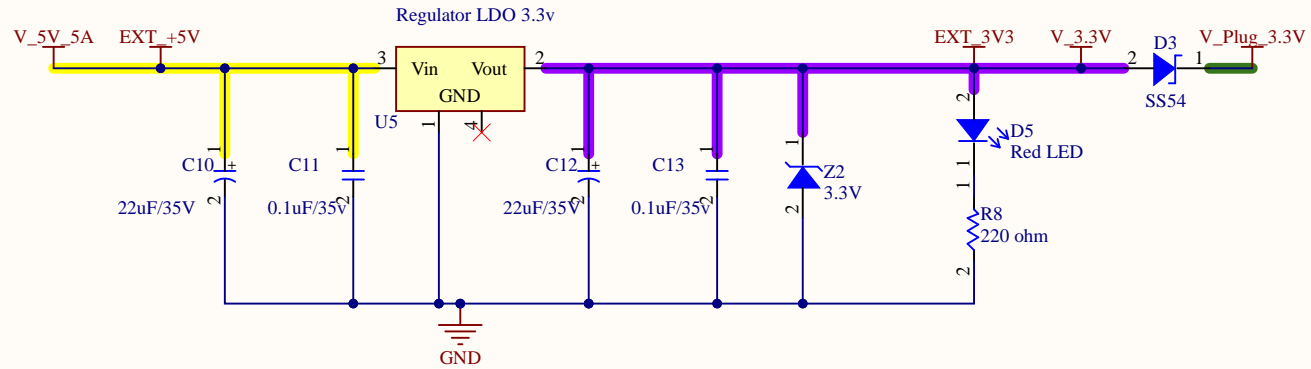 Regulator LDO 3.3v
V_5V_5A
EXT_+5V
EXT_3V3
V_3.3V
D3
V_Plug_3.3V
3
Vin
Vout
2
2
1
GND
SS54
U5
1
4
2
D5
Red LED
1
1
1
1
1
1
C10
+
C11
C12
+
C13
Z2
3.3V
1
2
2
2
2
2
22uF/35V
0.1uF/35v
22uF/35V
0.1uF/35v
R8
220 ohm
2
GND